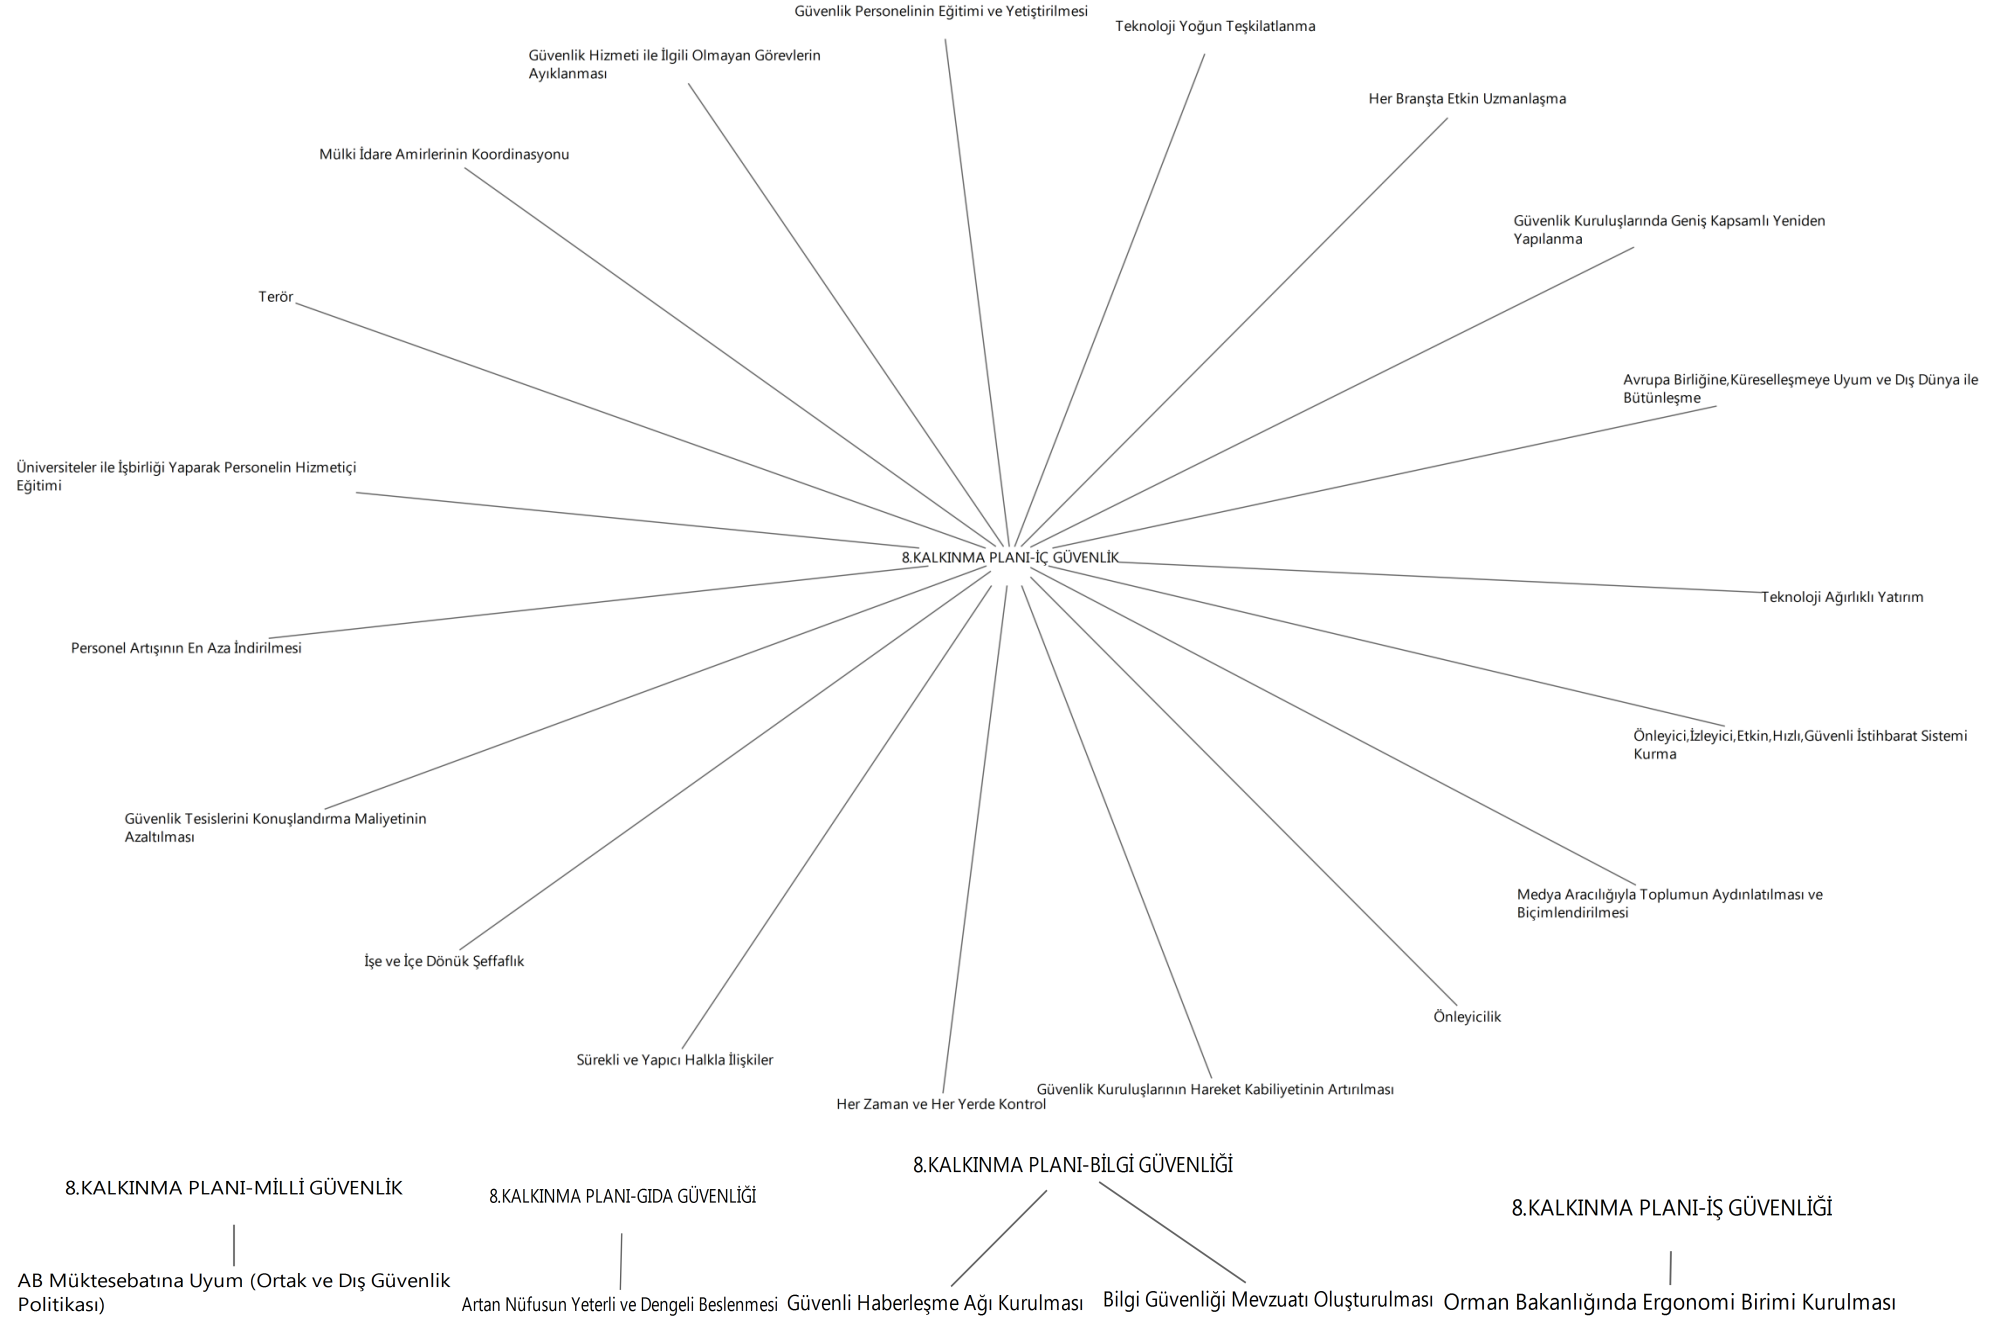 Güvenlik Personelinin Eğitimi ve Yetiştirilmesi
Teknoloji Yoğun Teşkilatlanma
Güvenlik Hizmeti ile İlgili Olmayan Görevlerin
Ayıklanması
Her Branşta Etkin Uzmanlaşma
Mülki İdare Amirlerinin Koordinasyonu
Güvenlik Kuruluşlarında Geniş Kapsamlı Yeniden
Yapılanma
Terör
Avrupa Birliğine,Küreselleşmeye Uyum ve Dış Dünya ile
Bütünleşme
Üniversiteler ile İşbirliği Yaparak Personelin Hizmetiçi
Eğitimi
8.KALKINMA PLANI-İÇ GÜVENLİK
Teknoloji Ağırlıklı Yatırım
Personel Artışının En Aza İndirilmesi
Önleyici,İzleyici,Etkin,Hızlı,Güvenli İstihbarat Sistemi
Kurma
Güvenlik Tesislerini Konuşlandırma Maliyetinin
Azaltılması
Medya Aracılığıyla Toplumun Aydınlatılması ve
Biçimlendirilmesi
İşe ve İçe Dönük Şeffaflık
Önleyicilik
Sürekli ve Yapıcı Halkla İlişkiler
Güvenlik Kuruluşlarının Hareket Kabiliyetinin Artırılması
Her Zaman ve Her Yerde Kontrol
8.KALKINMA PLANI-MİLLİ GÜVENLİK
AB Müktesebatına Uyum (Ortak ve Dış Güvenlik
Politikası)
8.KALKINMA PLANI-GIDA GÜVENLİĞİ
Artan Nüfusun Yeterli ve Dengeli Beslenmesi
8.KALKINMA PLANI-BİLGİ GÜVENLİĞİ
Güvenli Haberleşme Ağı Kurulması
Bilgi Güvenliği Mevzuatı Oluşturulması
8.KALKINMA PLANI-İŞ GÜVENLİĞİ
Orman Bakanlığında Ergonomi Birimi Kurulması